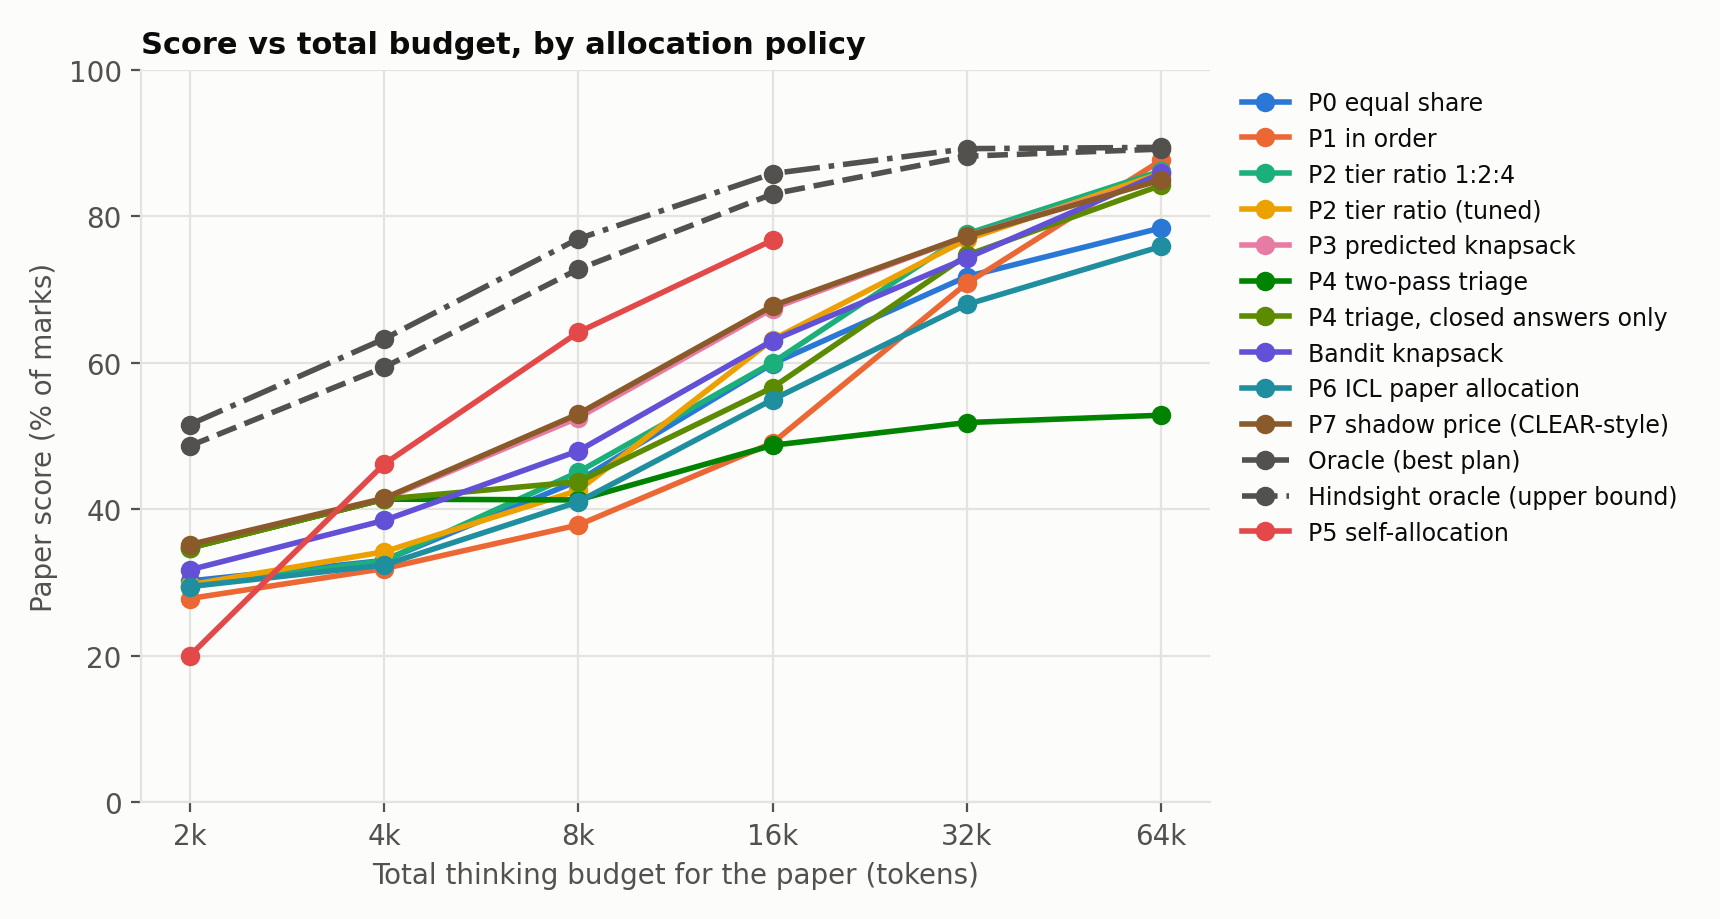 Score vs total budget, by allocation policy
100
80
60
40
20
0
Paper score (% of marks)
2k
4k
8k
16k
32k
64k
Total thinking budget for the paper (tokens)
P0 equal share
P1 in order
P2 tier ratio 1:2:4
P2 tier ratio (tuned)
P3 predicted knapsack
P4 two-pass triage
P4 triage, closed answers only
Bandit knapsack
P6 ICL paper allocation
P7 shadow price (CLEAR-style)
Oracle (best plan)
Hindsight oracle (upper bound)
P5 self-allocation